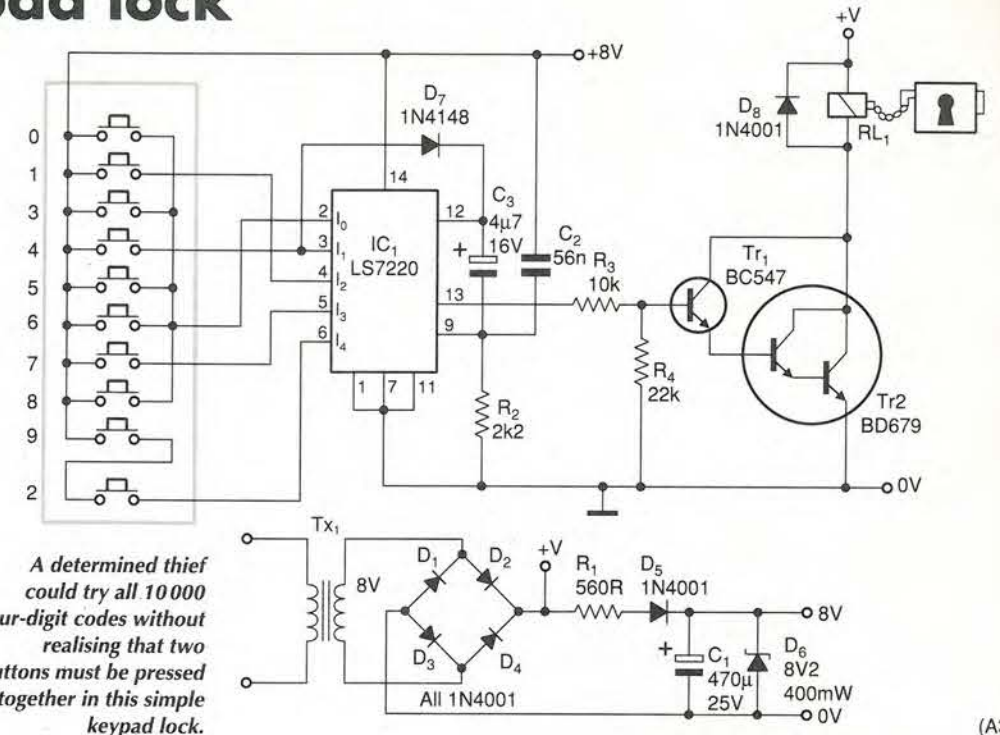 lock
+V
+8V
D7
1N4148
D8
1N4001
RL1
0
1
3
4
5
6
7
8
9
2
14
2 I0
3 I1
4 I2
5 I3
6 I4
IC1
LS7220
12
13
9
1 7 11
C3
4µ7
16V
+
C2
56n
R3
10k
R4
22k
R2
2k2
Tr1
BC547
Tr2
BD679
0V
A determined thief
could try all 10 000
ur-digit codes without
realising that two
uttons must be pressed
together in this simple
keypad lock.
Tx1
8V
D1
D2
D3
D4
All 1N4001
+V
R1
560R
D5
1N4001
8V
+
C1
470µ
25V
D6
8V2
400mW
0V